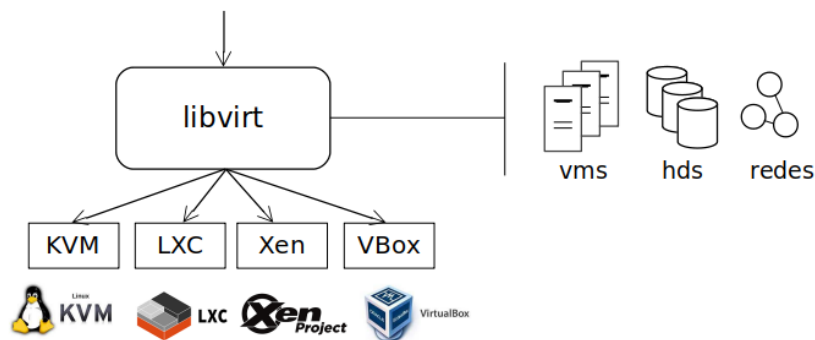 libvirt
vms hds redes
KVM LXC Xen VBox
Linux
KVM
LXC
Xen
Project
VirtualBox